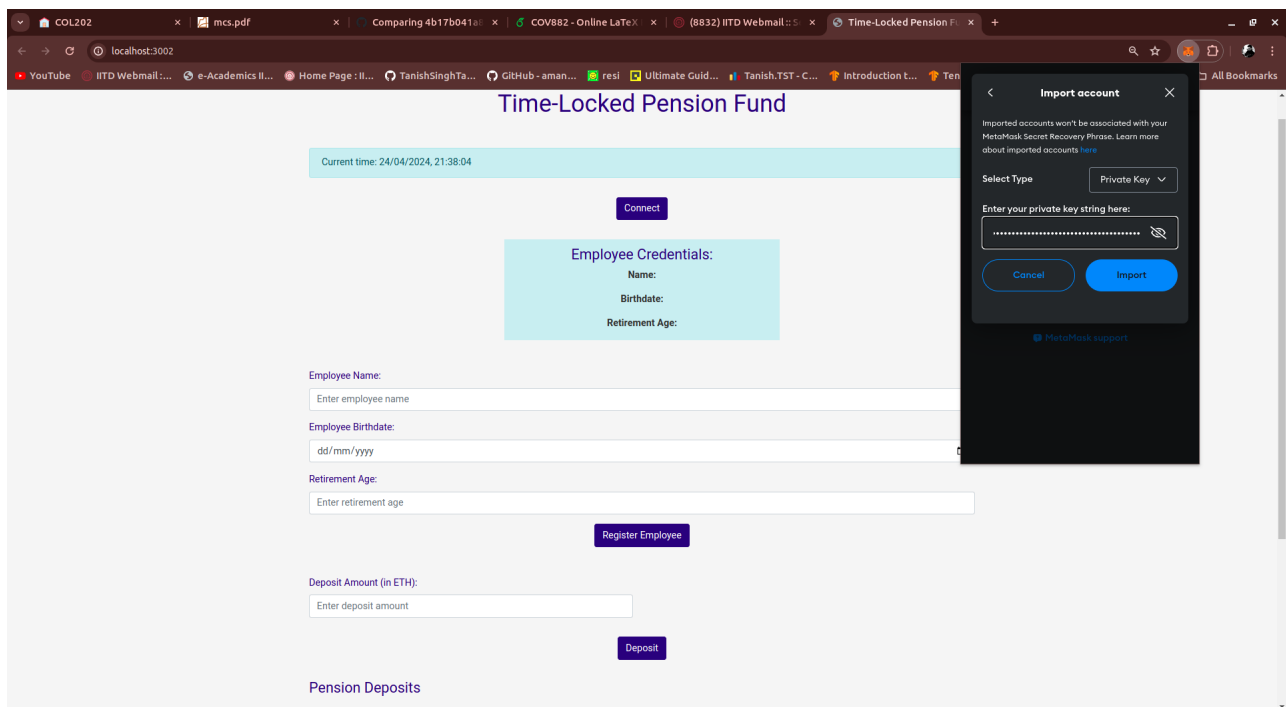 COL202
mcs.pdf
Comparing 4b17b041a8
COV882 - Online LaTeX
(8832) IITD Webmail :: S
Time-Locked Pension Fu
localhost:3002
YouTube
IITD Webmail :...
e-Academics II...
Home Page : II...
TanishSinghTa...
GitHub - aman...
resi
Ultimate Guid...
Tanish.TST - C...
Introduction t...
Ten
All Bookmarks
Time-Locked Pension Fund
Current time: 24/04/2024, 21:38:04
Connect
Employee Credentials:
Name:
Birthdate:
Retirement Age:
Employee Name:
Enter employee name
Employee Birthdate:
dd/mm/yyyy
Retirement Age:
Enter retirement age
Register Employee
Deposit Amount (in ETH):
Enter deposit amount
Deposit
Pension Deposits
Import account
Imported accounts won't be associated with your
MetaMask Secret Recovery Phrase. Learn more
about imported accounts here
Select Type
Private Key
Enter your private key string here:
Cancel
Import
MetaMask support